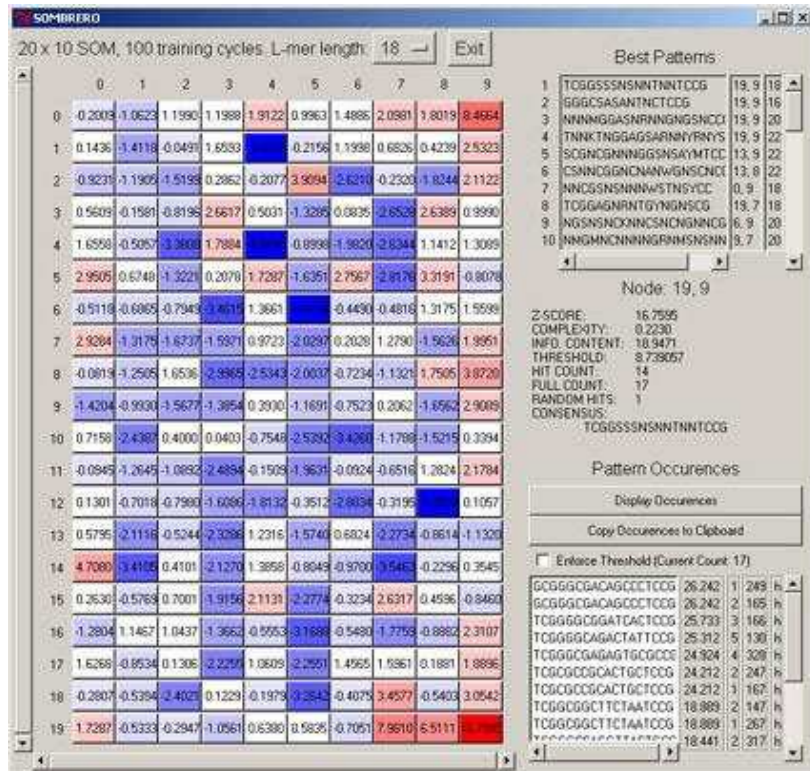 SOMBRERO
20 x 10 SOM, 100 training cycles. L-mer length: 18 Exit
0 1 2 3 4 5 6 7 8 9
0 -0.2009 -1.0623 1.1990 1.1988 1.9122 0.9963 1.4886 2.0981 1.8019 8.4664
1 0.1436 -1.4118 -0.0491 1.6593 -0.2156 1.1998 0.6826 0.4239 2.5323
2 -0.9231 -1.1905 -1.5199 0.2862 -0.2077 3.9094 -2.6210 -0.2320 -1.8244 2.1122
3 0.5609 -0.1581 -0.8196 2.6617 0.5031 -1.3285 0.0835 -2.6528 2.6389 0.9990
4 1.6558 -0.5057 1.7884 -0.8998 -1.9820 -2.6344 1.1412 1.3089
5 2.9505 0.6748 -1.3221 0.2078 1.7287 -1.6351 2.7567 -2.8176 3.3191 -0.8078
6 -0.5118 -0.6865 -0.7949 -3.4615 1.3661 -0.4490 -0.4816 1.3175 1.5599
7 2.9284 -1.3175 -1.6737 -1.5971 0.9723 -2.0297 0.2028 1.2790 -1.5626 1.9951
8 -0.0819 -1.2505 1.6536 -2.9965 -2.5343 -2.0037 -0.7234 -1.1321 1.7505 3.8720
9 -1.4204 -0.9930 -1.5677 -1.3854 0.3930 -1.1691 -0.7523 0.2062 -1.6562 2.9089
10 0.7158 -2.4387 0.4000 0.0403 -0.7548 -2.5392 -3.4260 -1.1788 -1.5215 0.3394
11 -0.0945 -1.2645 -1.0892 -2.4894 -0.1509 -1.9631 -0.0924 -0.6516 1.2824 2.1784
12 0.1301 -0.7018 -0.7980 -1.6086 -1.8132 -0.3512 -2.8034 -0.3195 0.1057
13 0.5795 -2.1116 -0.5244 -2.3286 1.2316 -1.5740 0.6824 -2.2734 -0.8614 -1.1320
14 4.7080 -3.4105 0.4101 -2.1270 1.3858 -0.8049 -0.9700 -3.5463 -0.2296 0.3545
15 0.2630 -0.5769 0.7001 -1.9156 2.1131 -2.2774 -0.3234 2.6317 0.4596 -0.8460
16 -1.2804 1.1467 1.0437 -1.3662 -0.5553 -3.1688 -0.5480 -1.7759 -0.8882 2.3107
17 1.6268 -0.8534 0.1306 -2.2255 1.0609 -2.2551 1.4565 1.5961 -0.1881 1.8896
18 -0.2807 -0.5394 -2.4021 0.1229 -0.1979 -3.2642 -0.4075 3.4577 -0.5403 3.0542
19 1.7287 -0.5333 -0.2947 -1.0561 0.6380 0.5835 -0.7051 7.9610 6.5111
Best Patterns
1 TCGGSSSNSNNTNNTCCG 19, 9 18
2 GGGCSASANTNCTCCG 19, 9 16
3 NNNMGGASNRNNGNGSNCC 19, 9 20
4 TNNKTNGGAGSARNNYRNYS 19, 9 20
5 SCGNCGNNNGGSNSAYMTCC 13, 9 22
6 CSNNCGGNCNANWGNSCNCC 13, 8 22
7 NNCGSNSNNNWSTNSYCC 0, 9 18
8 TCGGAGNRNTGYNGNSCG 19, 7 18
9 NGSNSNCKNNCSNCNGNNCG 6, 9 20
10 NNGMNCNNNNGRNMSNSNN 9, 7 20
Node: 19, 9
Z-SCORE: 16.7595
COMPLEXITY: 0.2230
INFO. CONTENT: 18.9471
THRESHOLD: 8.739057
HIT COUNT: 14
FULL COUNT: 17
RANDOM HITS: 1
CONSENSUS:
TCGGSSSNSNNTNNTCCG
Pattern Occurences
Display Occurences
Copy Occurences to Clipboard
Enforce Threshold (Current Count: 17)
GCGGGCGACAGCCCTCCG 26.242 1 249 h
GCGGGCGACAGCCCTCCG 26.242 2 165 h
TCGGGGCGGATCACTCCG 25.733 3 166 h
TCGGGGCAGACTATTCCG 25.312 5 130 h
TCGGGCGAGAGTGCGCCG 24.924 4 328 h
TCGCGCCGCACTGCTCCG 24.212 2 247 h
TCGCGCCGCACTGCTCCG 24.212 1 167 h
TCGGCGGCTTCTAATCCG 18.989 2 147 h
TCGGCGGCTTCTAATCCG 18.989 1 267 h
18.441 2 317 h